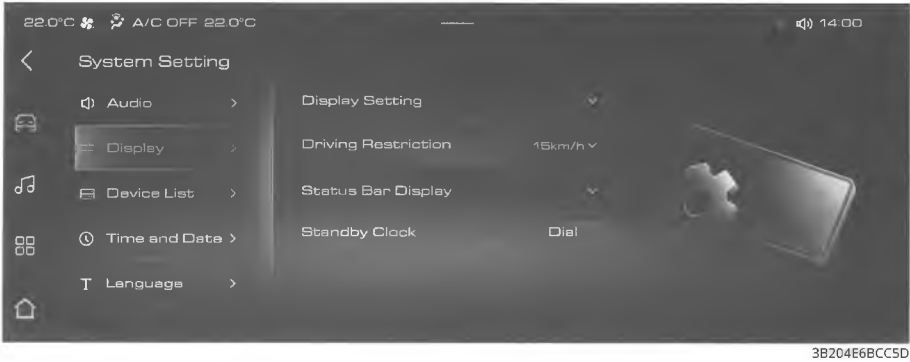 22.0°C A/C OFF 22.0°C 14:00
System Setting
Audio
Display
Device List
Time and Data
T Language
Display Setting
Driving Restriction 15km/h
Status Bar Display
Standby Clock Dial
3B204E6BCC5D